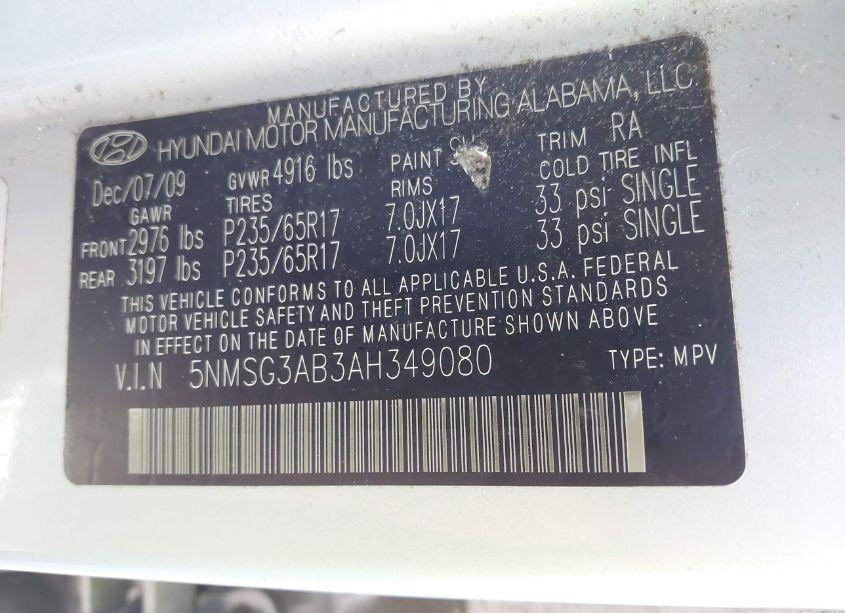 MANUFACTURED BY
HYUNDAI MOTOR MANUFACTURING ALABAMA, LLC
Dec/07/09 GVWR 4916 lbs PAINT TRIM RA
GAWR TIRES RIMS COLD TIRE INFL
FRONT 2976 lbs P235/65R17 7.0JX17 33 psi SINGLE
REAR 3197 lbs P235/65R17 7.0JX17 33 psi SINGLE
THIS VEHICLE CONFORMS TO ALL APPLICABLE U.S.A. FEDERAL
MOTOR VEHICLE SAFETY AND THEFT PREVENTION STANDARDS
IN EFFECT ON THE DATE OF MANUFACTURE SHOWN ABOVE
V.I.N 5NMSG3AB3AH349080 TYPE: MPV